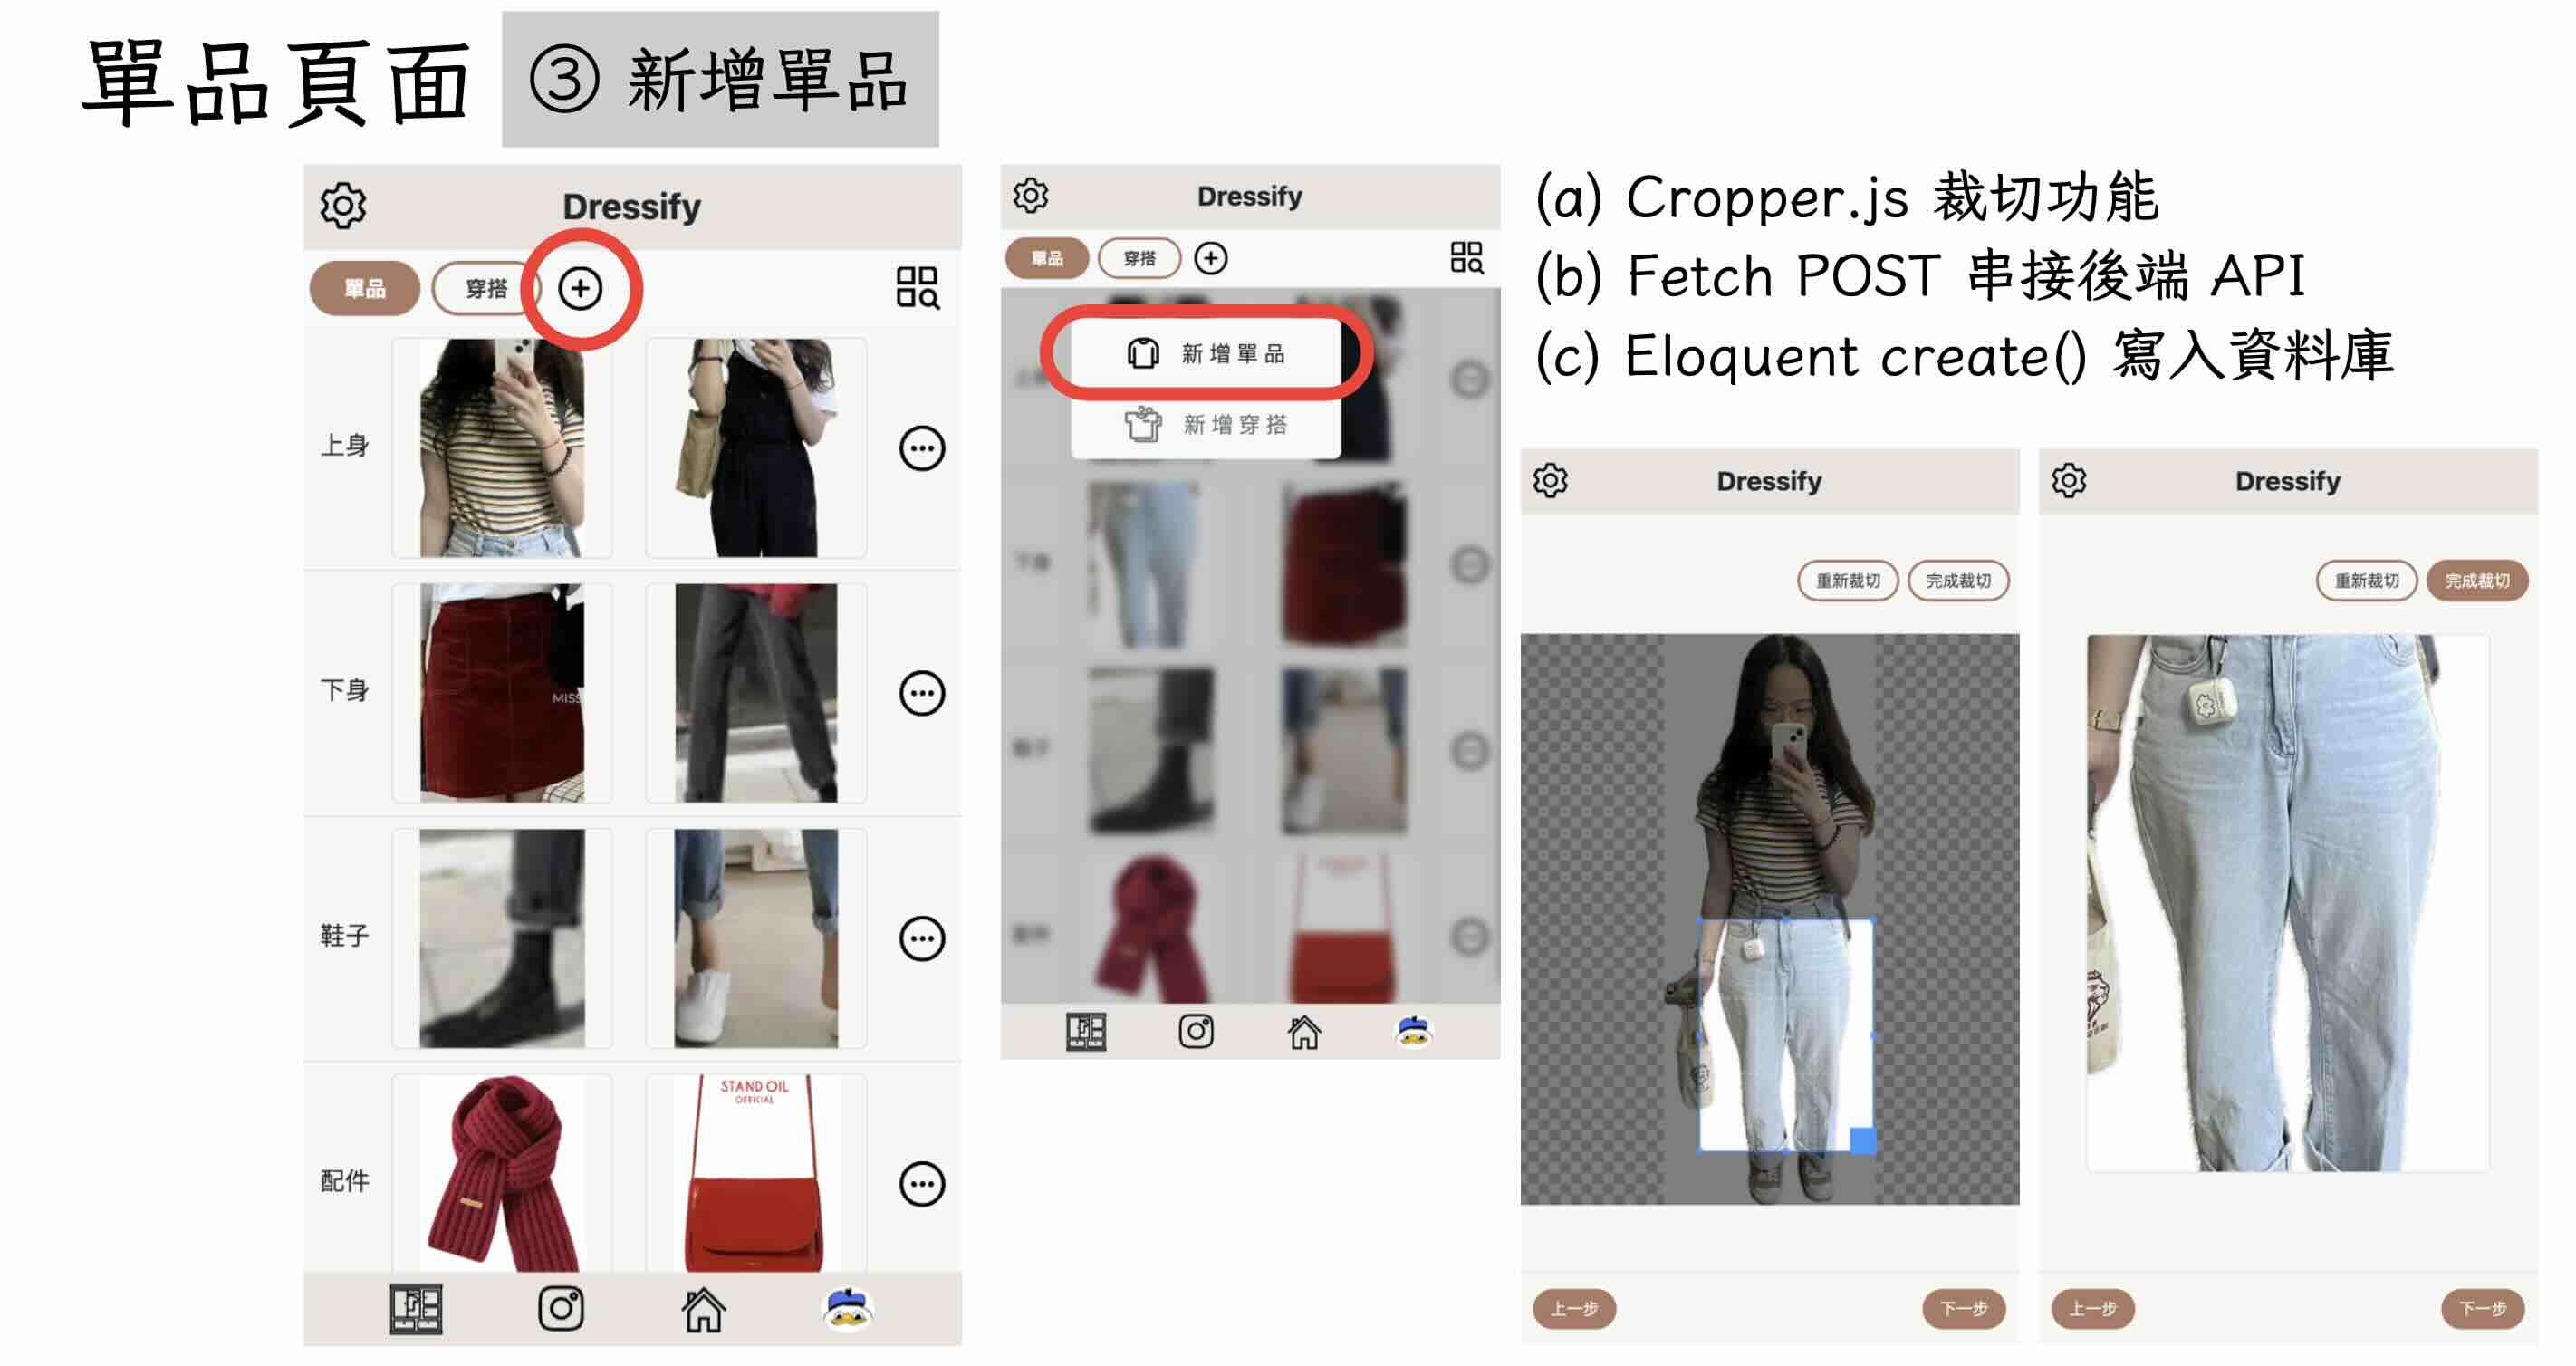 單品頁面
③ 新增單品
Dressify
單品
穿搭
上身
下身
MISS
鞋子
STAND OIL
OFFICIAL
配件
Dressify
單品
穿搭
新增單品
新增穿搭
(a) Cropper.js 裁切功能
(b) Fetch POST 串接後端 API
(c) Eloquent create() 寫入資料庫
Dressify
重新裁切
完成裁切
上一步
下一步
Dressify
重新裁切
完成裁切
上一步
下一步